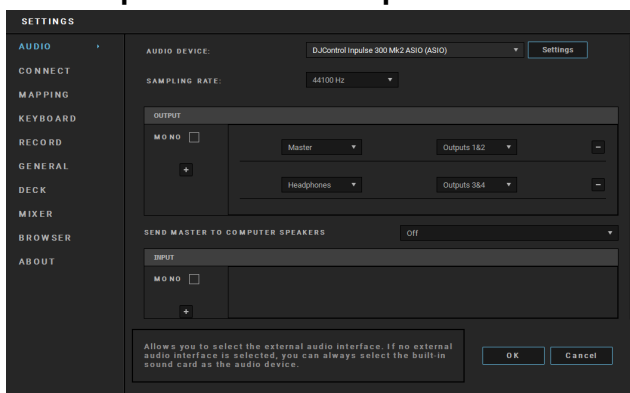 SETTINGS
AUDIO
CONNECT
MAPPING
KEYBOARD
RECORD
GENERAL
DECK
MIXER
BROWSER
ABOUT
AUDIO DEVICE:
DJControl Inpulse 300 Mk2 ASIO (ASIO)
Settings
SAMPLING RATE:
44100 Hz
OUTPUT
MONO
+
Master
Outputs 1&2
−
Headphones
Outputs 3&4
−
SEND MASTER TO COMPUTER SPEAKERS
Off
INPUT
MONO
+
Allows you to select the external audio interface. If no external
audio interface is selected, you can always select the built-in
sound card as the audio device.
OK
Cancel